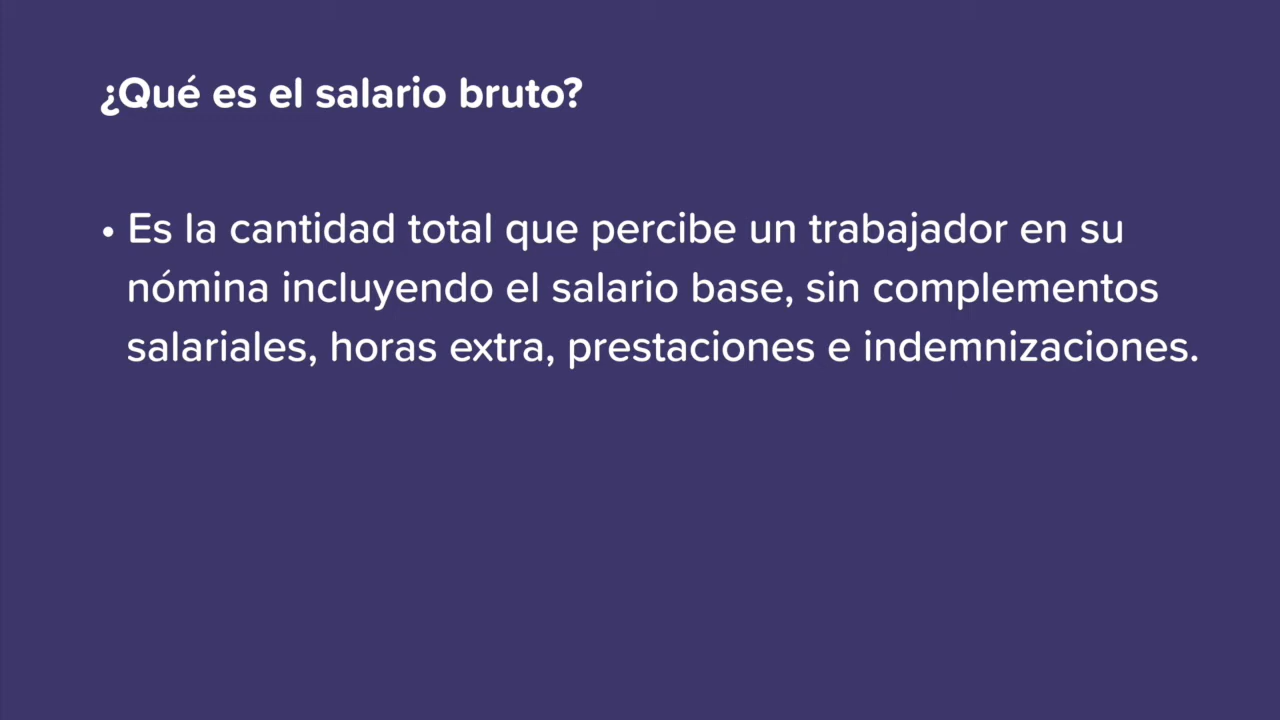 ¿Qué es el salario bruto?
• Es la cantidad total que percibe un trabajador en su
nómina incluyendo el salario base, sin complementos
salariales, horas extra, prestaciones e indemnizaciones.